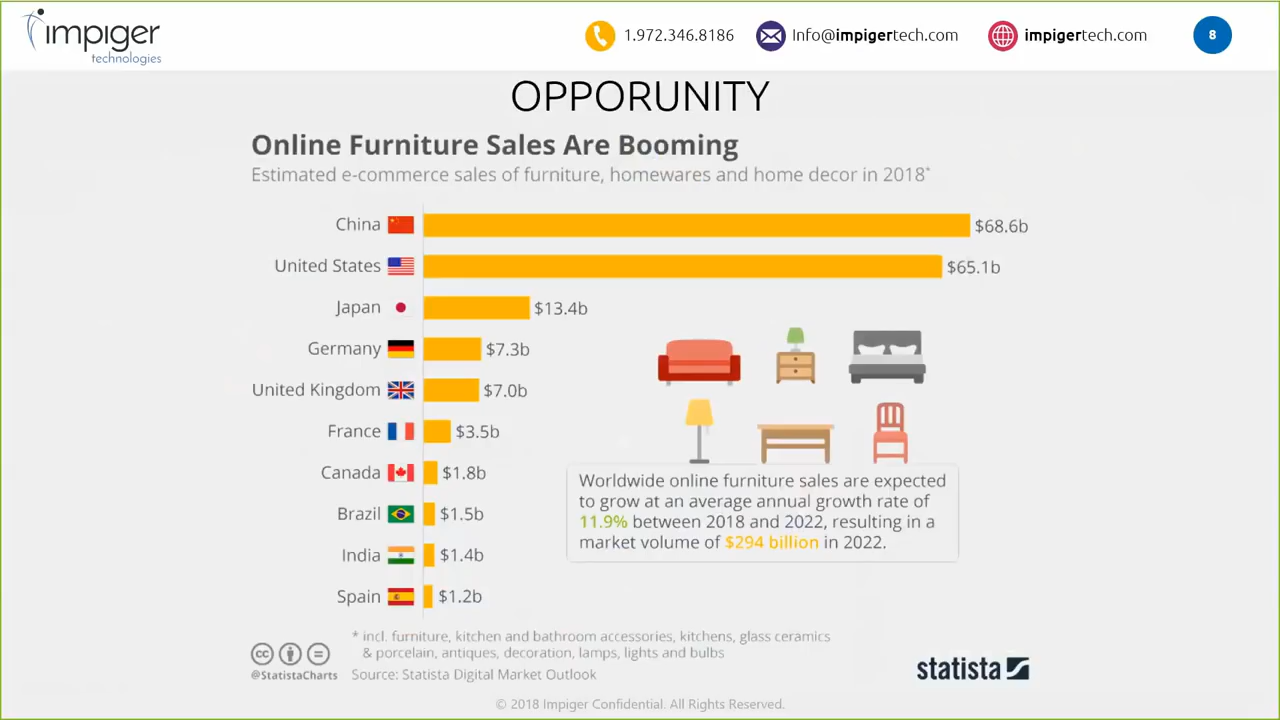 impiger
technologies
1.972.346.8186
Info@impigertech.com
impigertech.com
8
OPPORUNITY
Online Furniture Sales Are Booming
Estimated e-commerce sales of furniture, homewares and home decor in 2018*
China $68.6b
United States $65.1b
Japan $13.4b
Germany $7.3b
United Kingdom $7.0b
France $3.5b
Canada $1.8b
Brazil $1.5b
India $1.4b
Spain $1.2b
Worldwide online furniture sales are expected
to grow at an average annual growth rate of
11.9% between 2018 and 2022, resulting in a
market volume of $294 billion in 2022.
* incl. furniture, kitchen and bathroom accessories, kitchens, glass ceramics
& porcelain, antiques, decoration, lamps, lights and bulbs
cc
@StatistaCharts
Source: Statista Digital Market Outlook
statista
© 2018 Impiger Confidential. All Rights Reserved.